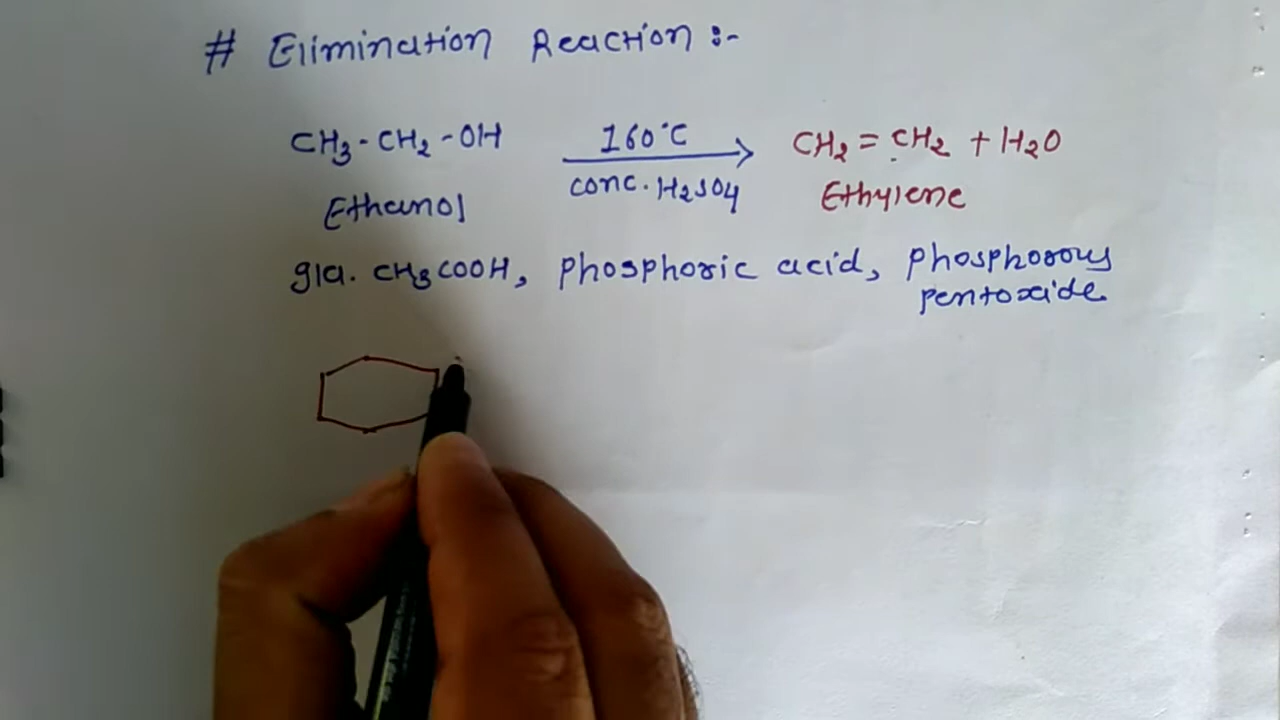 # Elimination Reaction :-
CH3-CH2-OH 160°C CH2=CH2+H2O
conc. H2SO4
Ethanol Ethylene
gla. CH3COOH, phosphoric acid, phosphorous
pentoxide